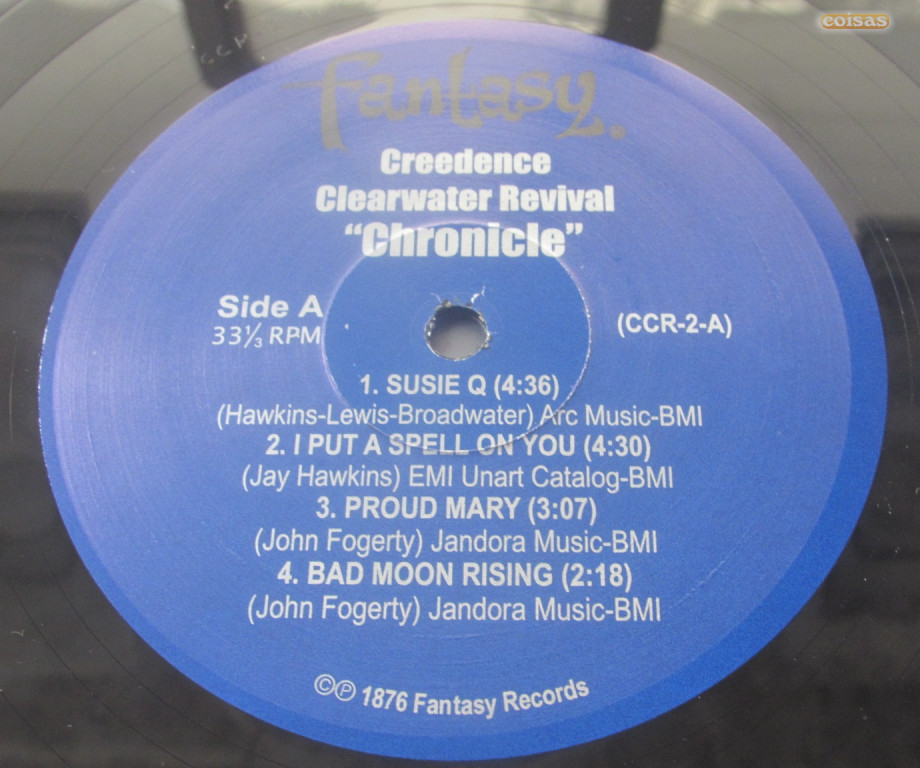 coisas
CCR
Fantasy®
Creedence
Clearwater Revival
“Chronicle”
Side A
33⅓ RPM
(CCR-2-A)
1. SUSIE Q (4:36)
(Hawkins-Lewis-Broadwater) Arc Music-BMI
2. I PUT A SPELL ON YOU (4:30)
(Jay Hawkins) EMI Unart Catalog-BMI
3. PROUD MARY (3:07)
(John Fogerty) Jandora Music-BMI
4. BAD MOON RISING (2:18)
(John Fogerty) Jandora Music-BMI
©℗ 1876 Fantasy Records